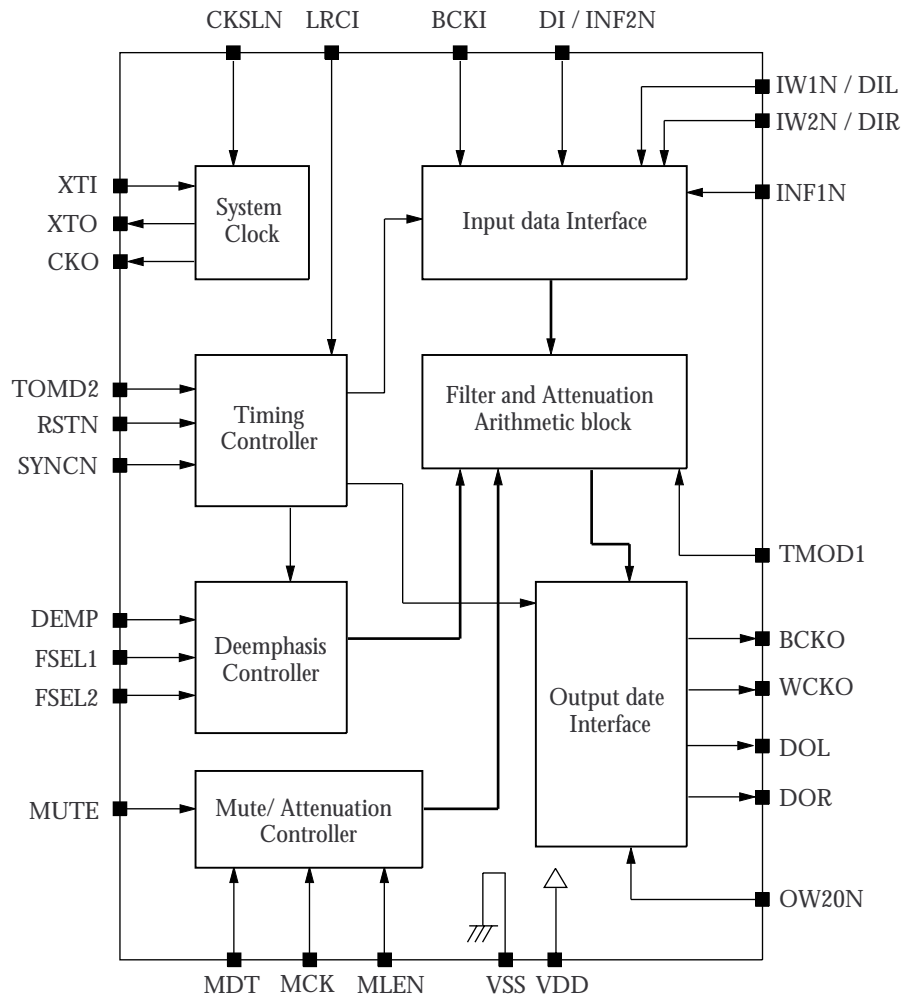 CKSLN
LRCI
BCKI
DI / INF2N
IW1N / DIL
IW2N / DIR
XTI
System
Clock
Input data Interface
INF1N
XTO
CKO
TOMD2
Timing
Controller
Filter and Attenuation
Arithmetic block
RSTN
SYNCN
TMOD1
DEMP
Deemphasis
Controller
FSEL1
FSEL2
Output date
Interface
BCKO
WCKO
DOL
DOR
MUTE
Mute/ Attenuation
Controller
OW20N
MDT
MCK
MLEN
VSS
VDD